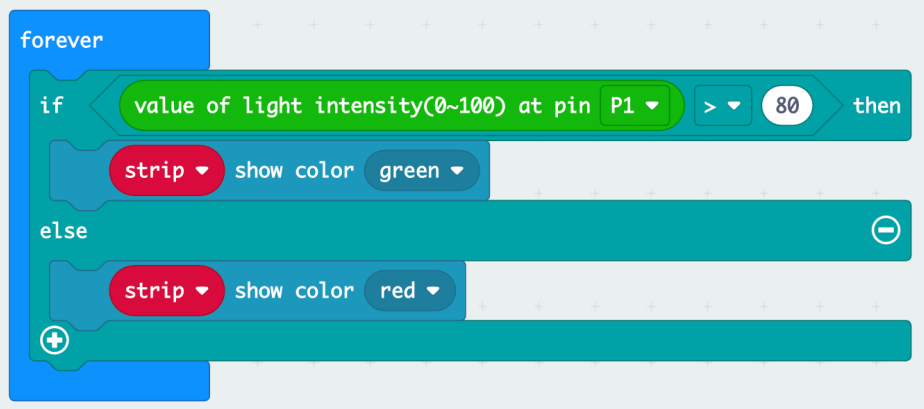 forever
if value of light intensity(0~100) at pin P1 > 80 then
strip show color green
else
strip show color red